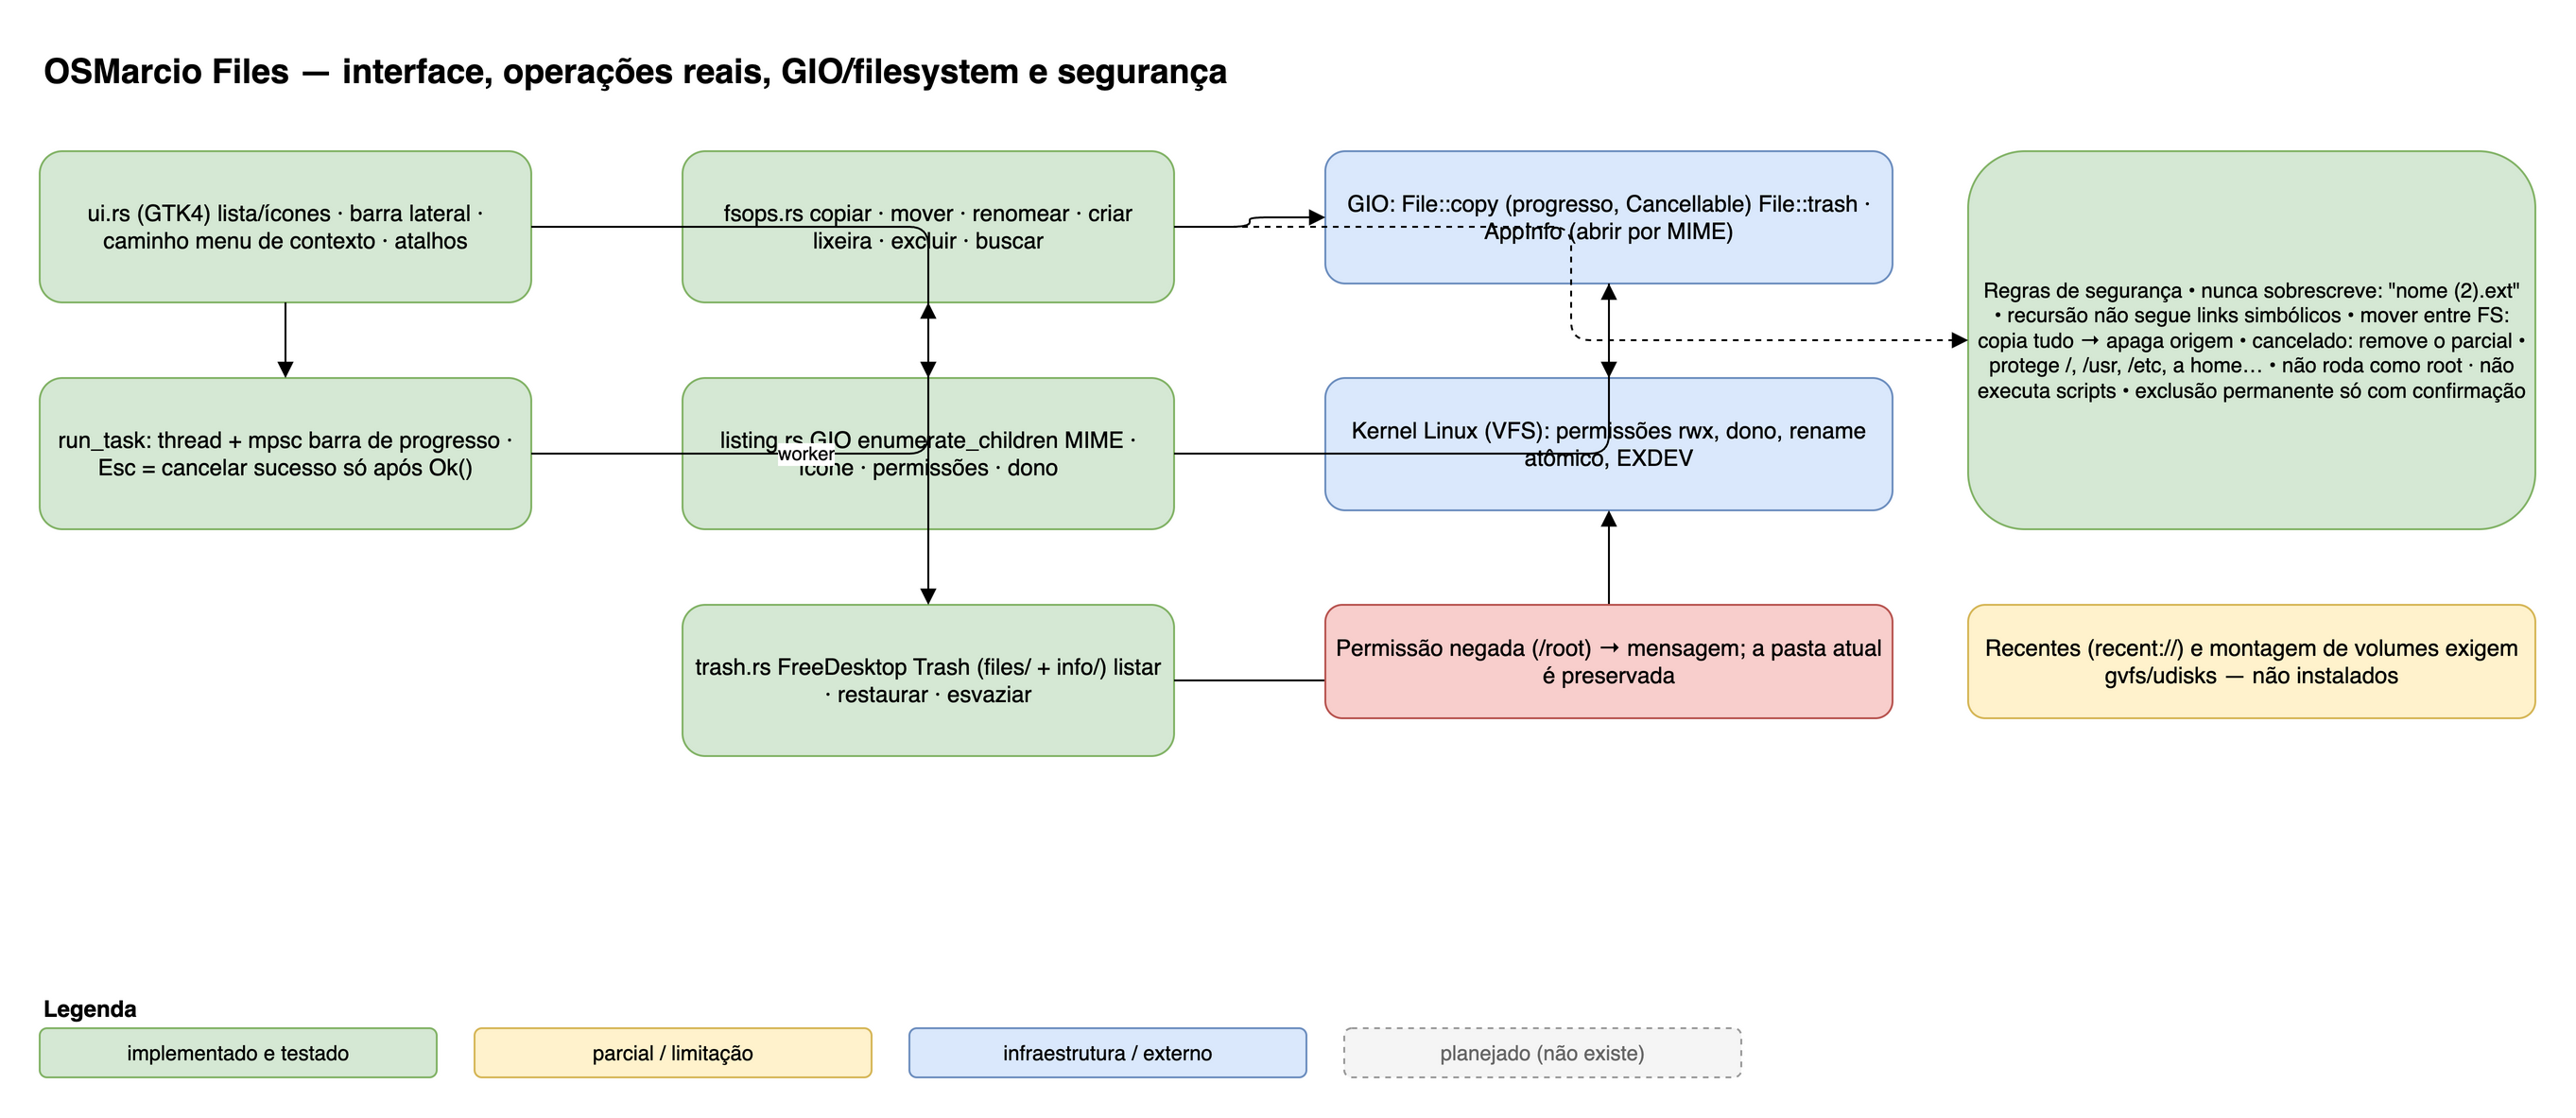 OSMarcio Files — interface, operações reais, GIO/filesystem e segurança
ui.rs (GTK4) lista/ícones · barra lateral ·
caminho menu de contexto · atalhos
fsops.rs copiar · mover · renomear · criar
lixeira · excluir · buscar
GIO: File::copy (progresso, Cancellable) File::trash ·
AppInfo (abrir por MIME)
Regras de segurança • nunca sobrescreve: "nome (2).ext"
• recursão não segue links simbólicos • mover entre FS:
copia tudo → apaga origem • cancelado: remove o parcial •
protege /, /usr, /etc, a home… • não roda como root · não
executa scripts • exclusão permanente só com confirmação
run_task: thread + mpsc barra de progresso ·
Esc = cancelar sucesso só após Ok()
worker
listing.rs GIO enumerate_children MIME ·
ícone · permissões · dono
Kernel Linux (VFS): permissões rwx, dono, rename
atômico, EXDEV
trash.rs FreeDesktop Trash (files/ + info/) listar
· restaurar · esvaziar
Permissão negada (/root) → mensagem; a pasta atual
é preservada
Recentes (recent://) e montagem de volumes exigem
gvfs/udisks — não instalados
Legenda
implementado e testado
parcial / limitação
infraestrutura / externo
planejado (não existe)